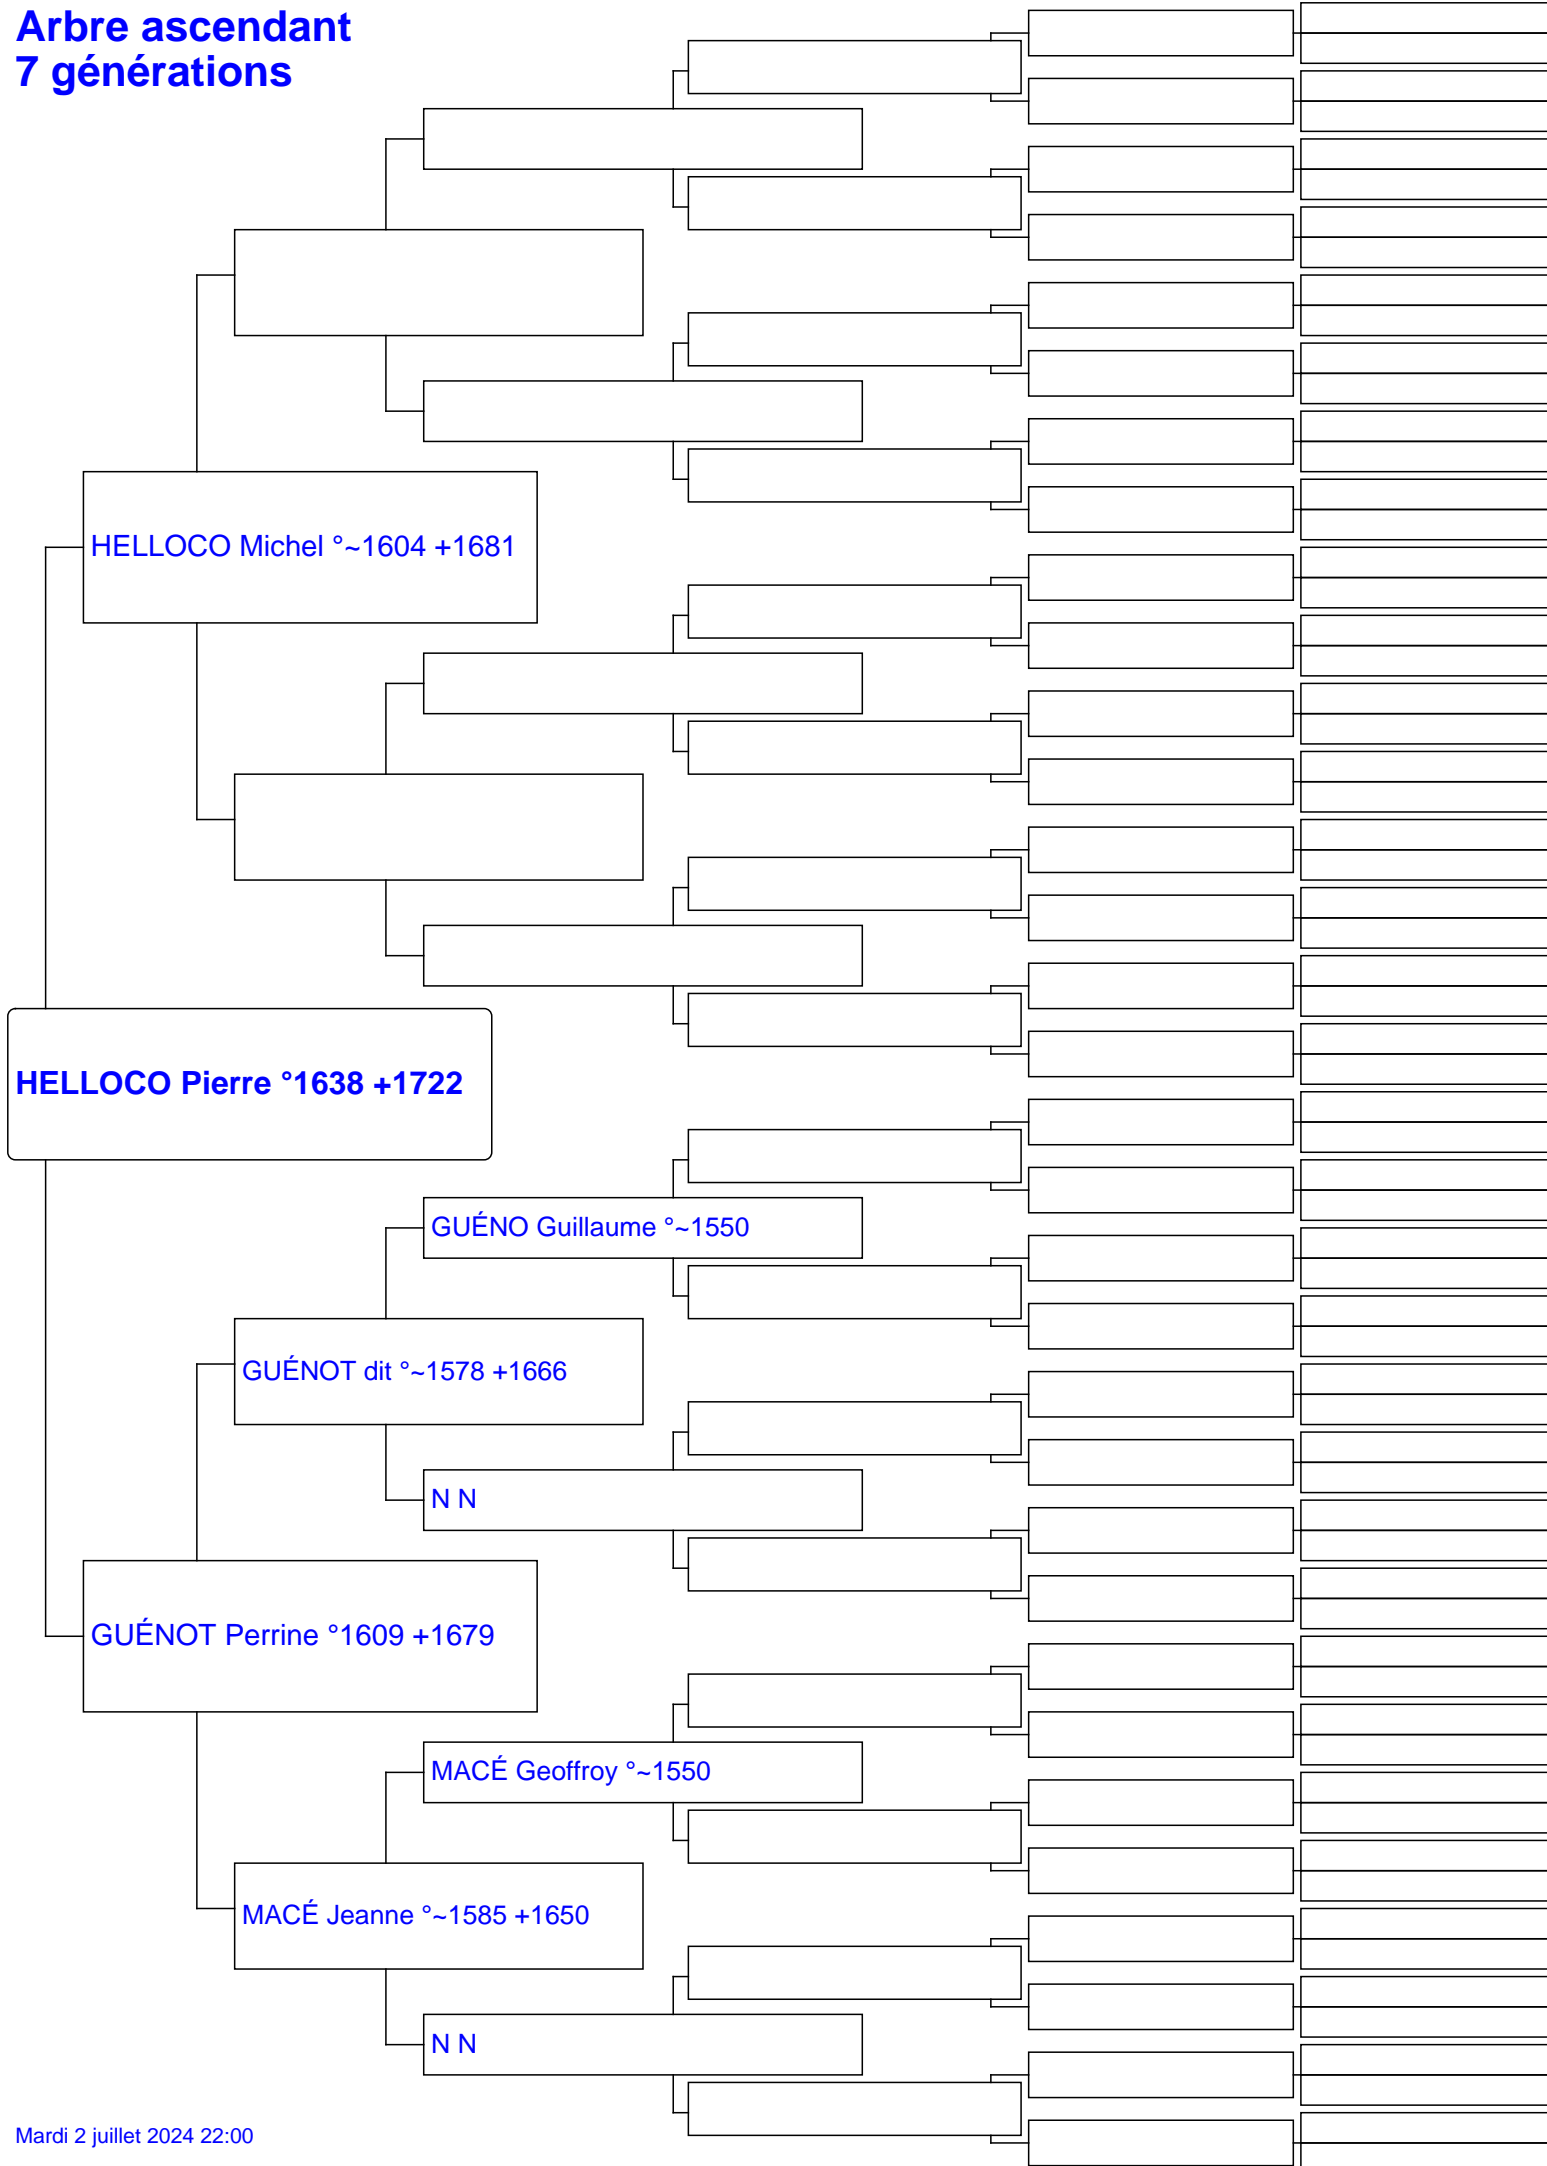 Arbre ascendant
7 générations
HELLOCO Michel °~1604 +1681
HELLOCO Pierre °1638 +1722
GUÉNO Guillaume °~1550
GUÉNOT dit °~1578 +1666
N N
GUÉNOT Perrine °1609 +1679
MACÉ Geoffroy °~1550
MACÉ Jeanne °~1585 +1650
N N
Mardi 2 juillet 2024 22:00